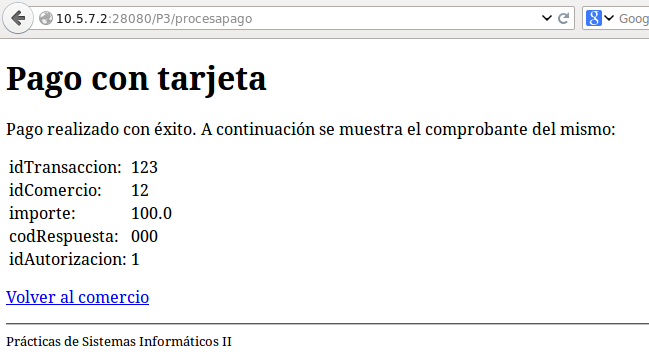 10.5.7.2:28080/P3/procesapago
Goog
Pago con tarjeta
Pago realizado con éxito. A continuación se muestra el comprobante del mismo:
idTransaccion: 123
idComercio: 12
importe: 100.0
codRespuesta: 000
idAutorizacion: 1
Volver al comercio
Prácticas de Sistemas Informáticos II